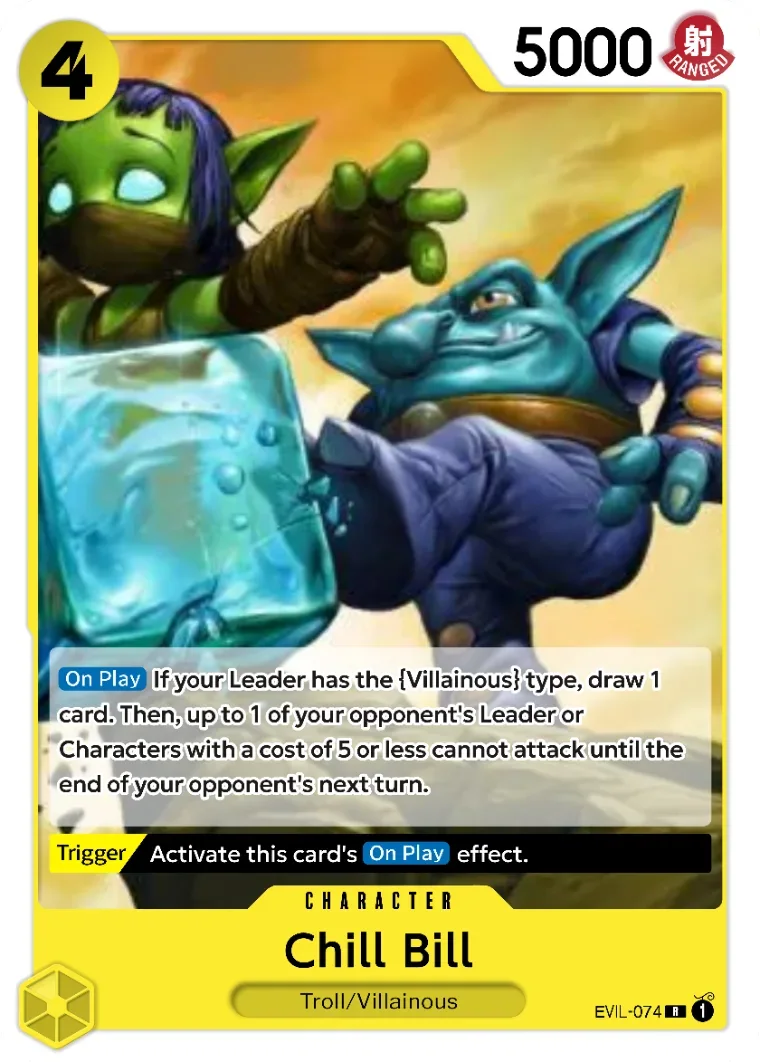 4
5000
射
RANGED
On Play If your Leader has the {Villainous} type, draw 1
card. Then, up to 1 of your opponent's Leader or
Characters with a cost of 5 or less cannot attack until the
end of your opponent's next turn.
Trigger Activate this card's On Play effect.
CHARACTER
Chill Bill
Troll/Villainous
EVIL-074 R 1